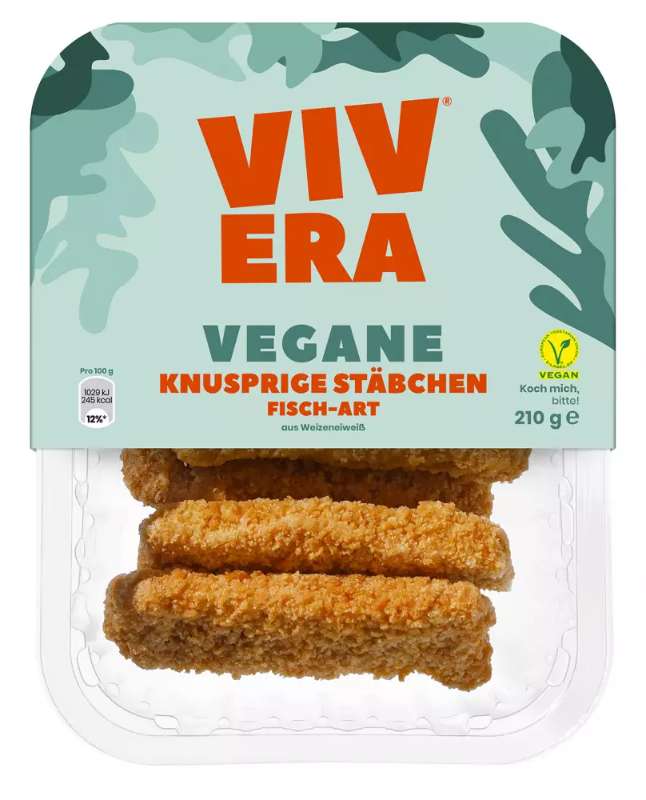 VIV
ERA®
VEGANE
KNUSPRIGE STÄBCHEN
FISCH-ART
aus Weizeneiweiß
Pro 100 g
1029 kJ
245 kcal
12%*
VEGAN
Koch mich,
bitte!
210 g e